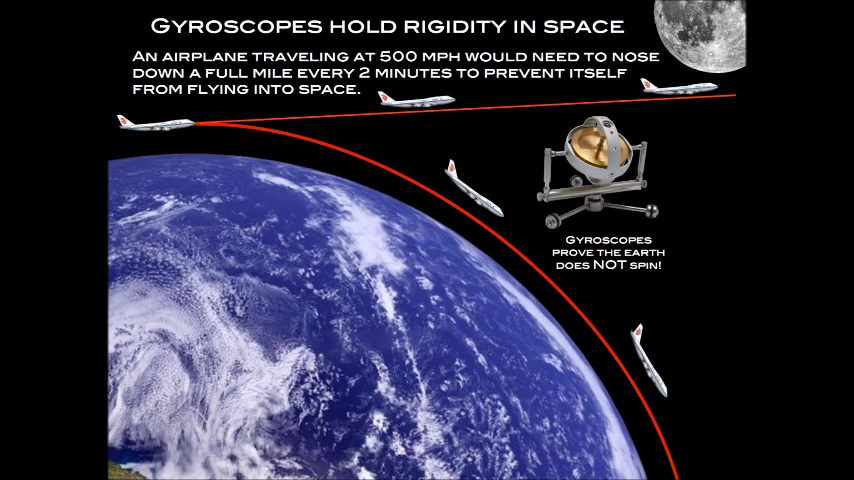 Gyroscopes hold rigidity in space
An airplane traveling at 500 mph would need to nose
down a full mile every 2 minutes to prevent itself
from flying into space.
Gyroscopes
prove the earth
does NOT spin!